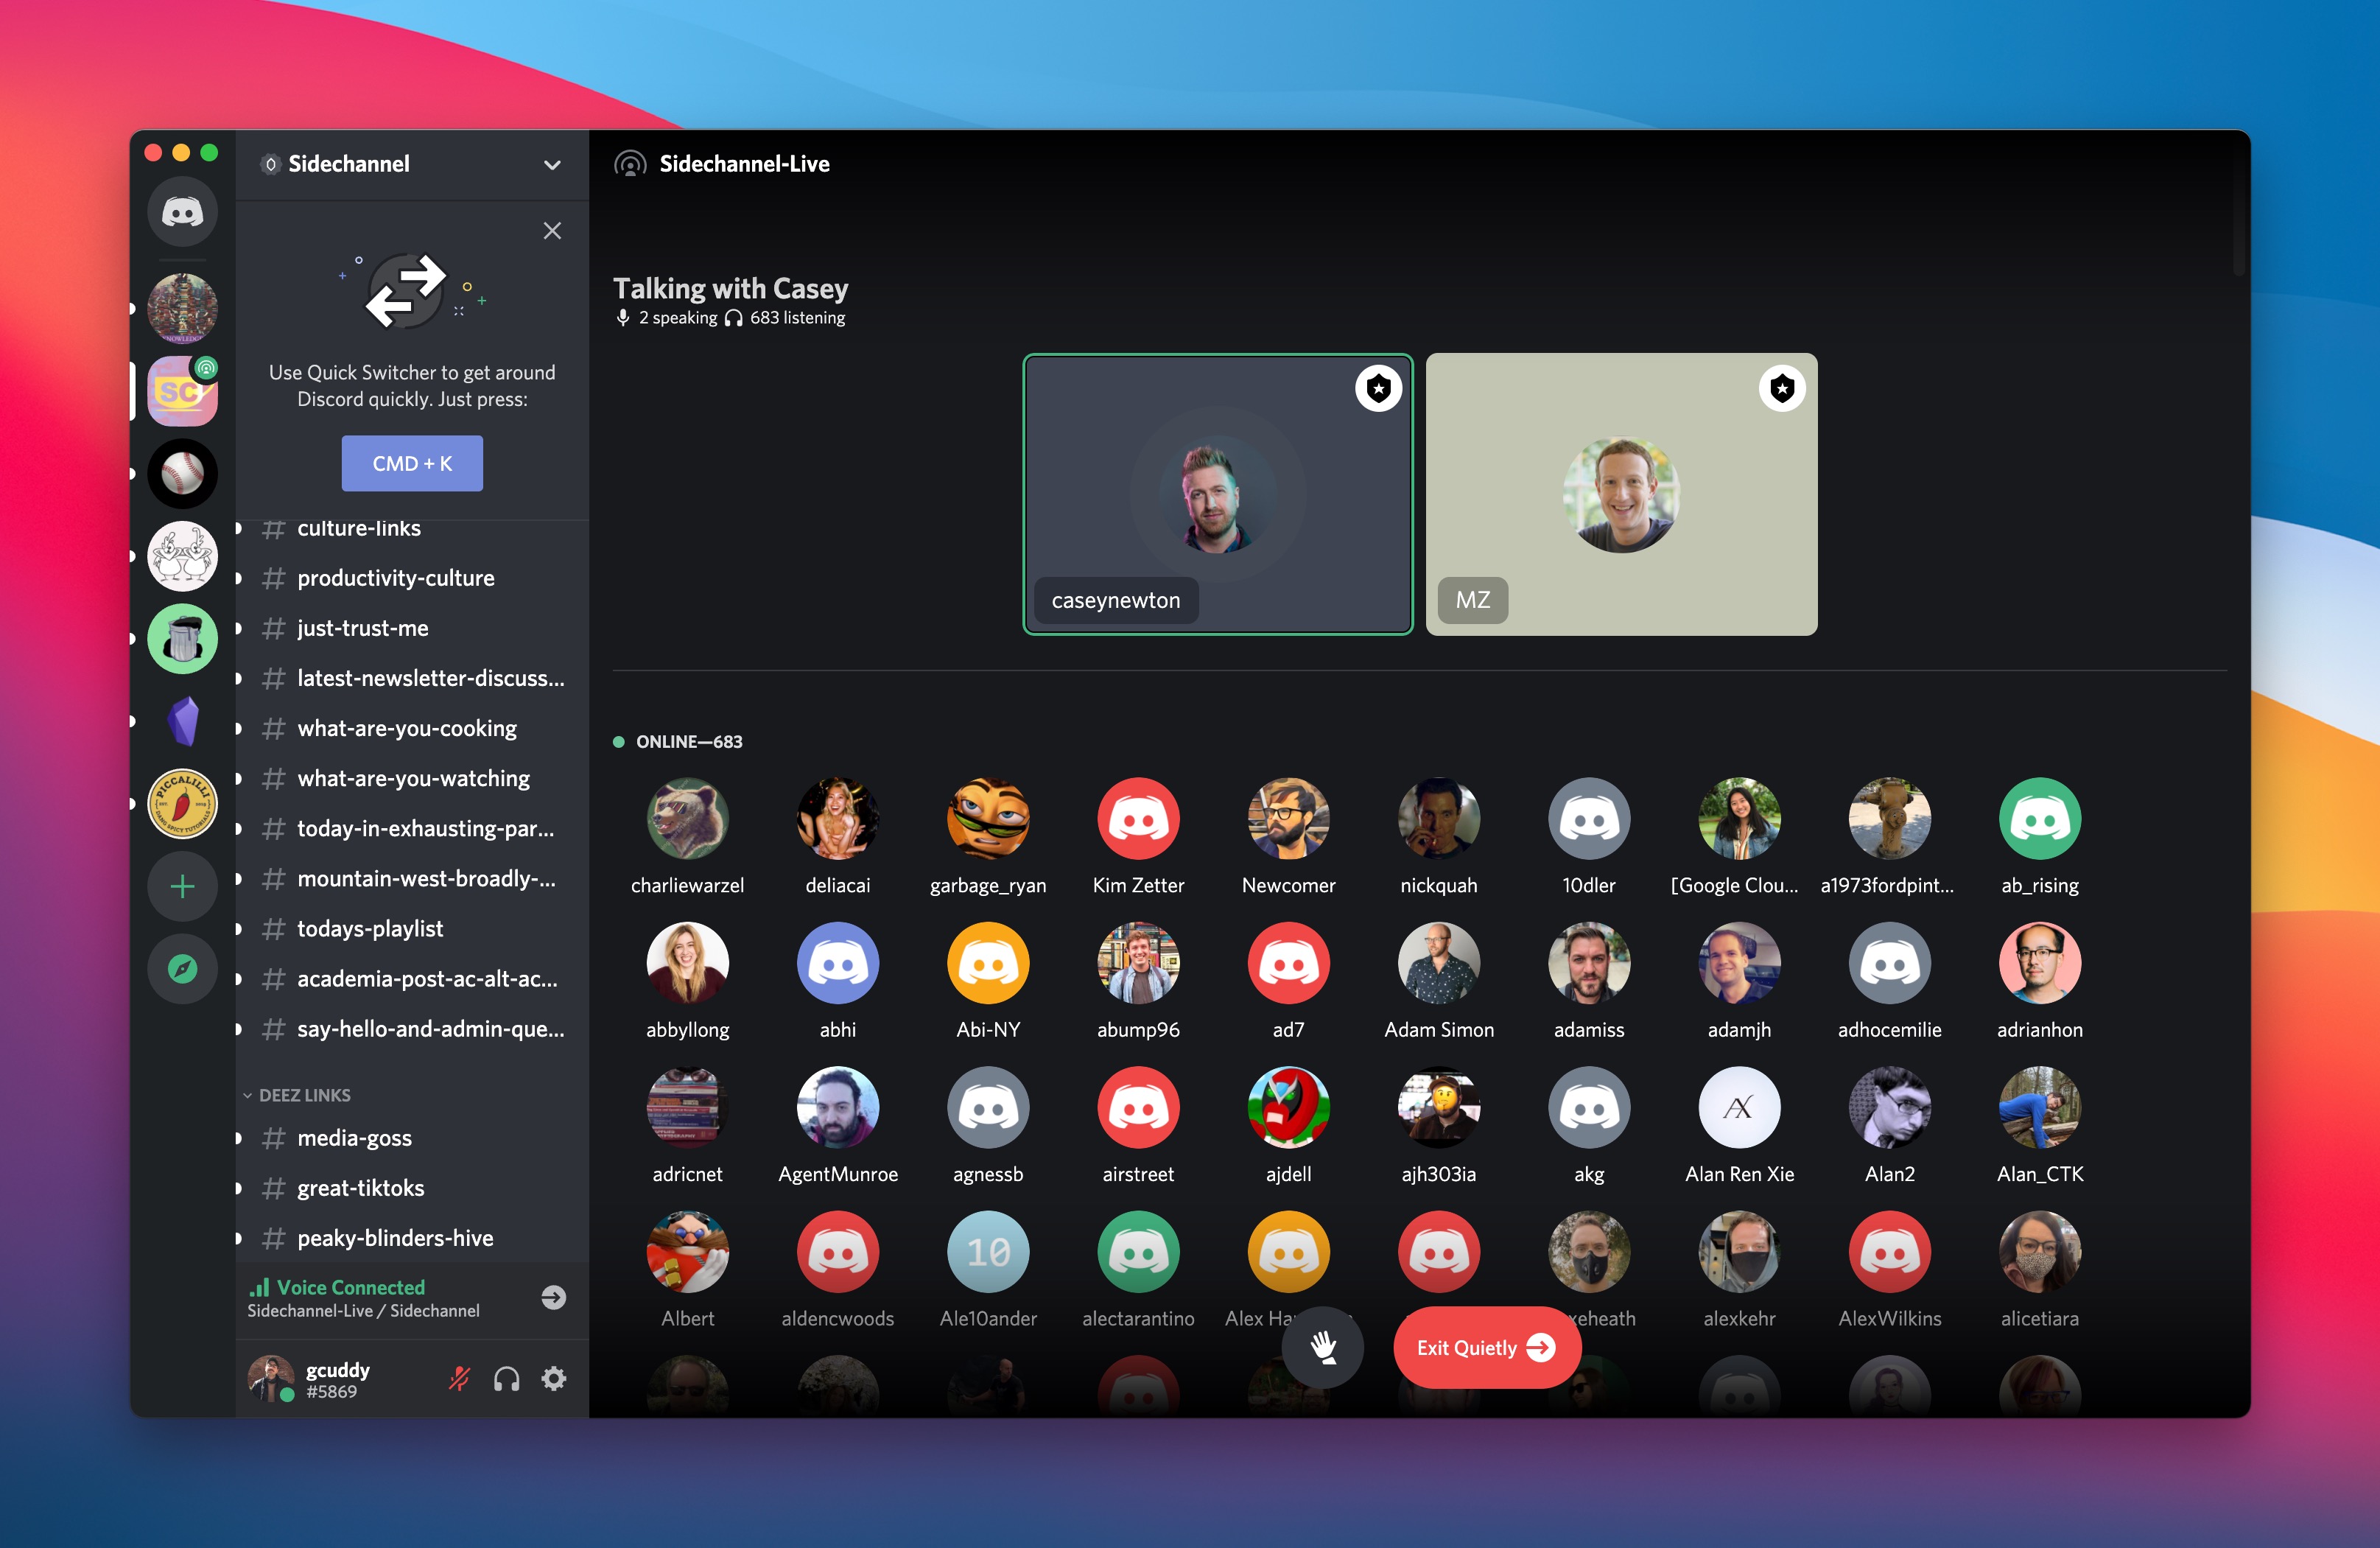 Sidechannel
Use Quick Switcher to get around
Discord quickly. Just press:
CMD + K
SC
PICCALILLI
culture-links
productivity-culture
just-trust-me
latest-newsletter-discuss...
what-are-you-cooking
what-are-you-watching
today-in-exhausting-par...
mountain-west-broadly-...
todays-playlist
academia-post-ac-alt-ac...
say-hello-and-admin-que...
DEEZ LINKS
media-goss
great-tiktoks
peaky-blinders-hive
Voice Connected
Sidechannel-Live / Sidechannel
gcuddy
#5869
Sidechannel-Live
Talking with Casey
2 speaking 683 listening
caseynewton
MZ
ONLINE—683
charliewarzel deliacai garbage_ryan Kim Zetter Newcomer nickquah 10dler [Google Clou... a1973fordpint... ab_rising
abbyllong abhi Abi-NY abump96 ad7 Adam Simon adamiss adamjh adhocemilie adrianhon
adricnet AgentMunroe agnessb airstreet ajdell ajh303ia akg Alan Ren Xie Alan2 Alan_CTK
10
Albert aldencwoods Ale10ander alectarantino Alex alexkehr AlexWilkins alicetiara
Exit Quietly